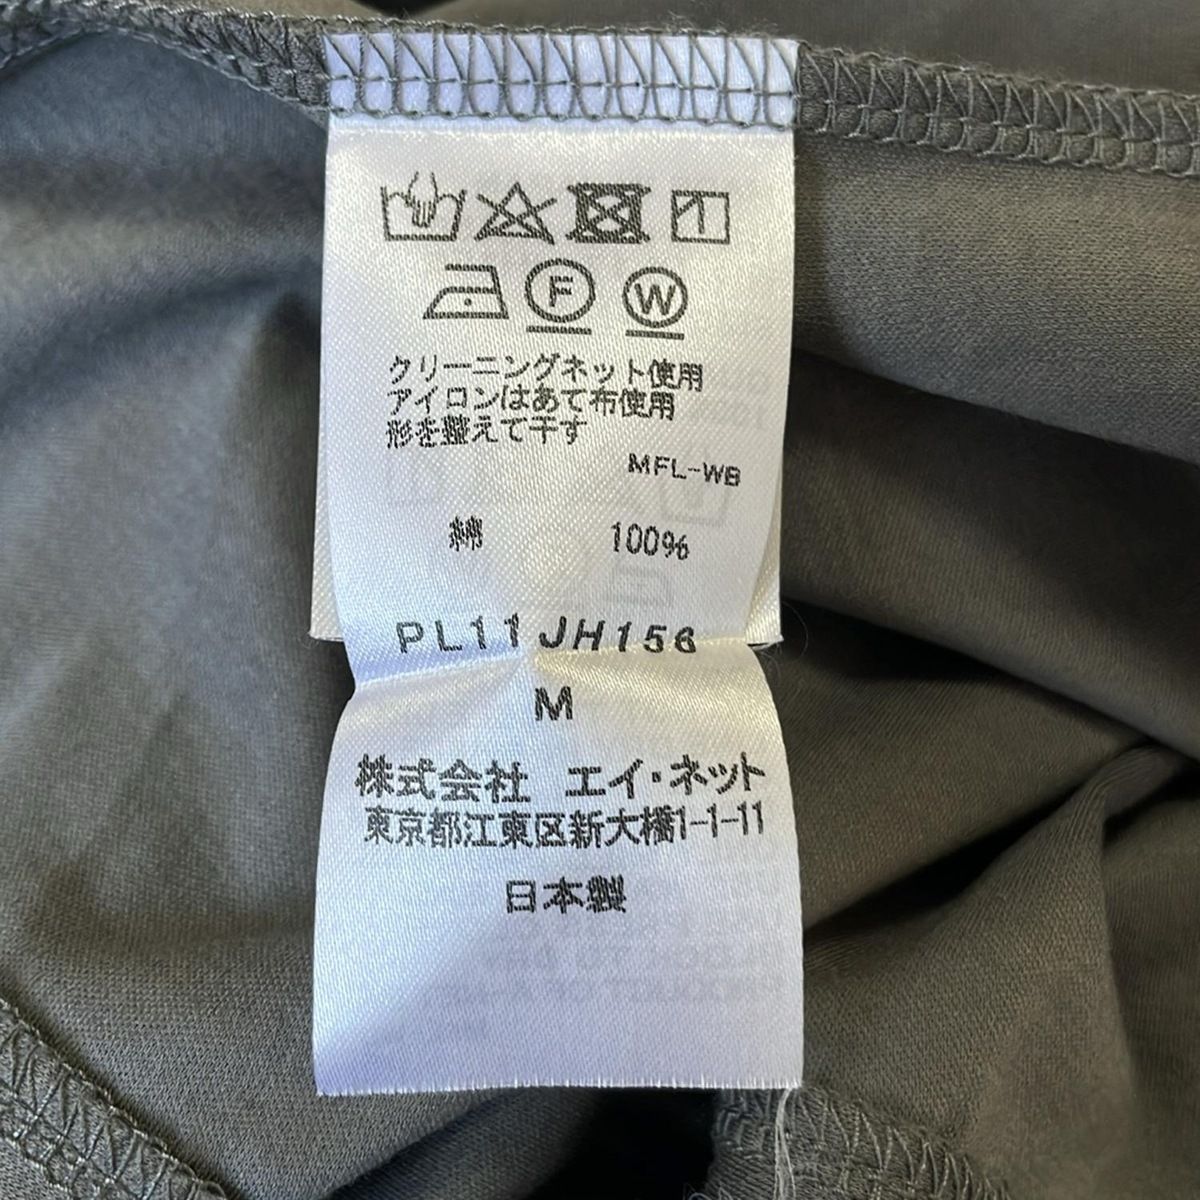 1
F W
クリーニングネット使用
アイロンはあて布使用
形を整えて干す
MFL-WB
綿 100%
PL11JH156
M
株式会社 エイ・ネット
東京都江東区新大橋1-1-11
日本製